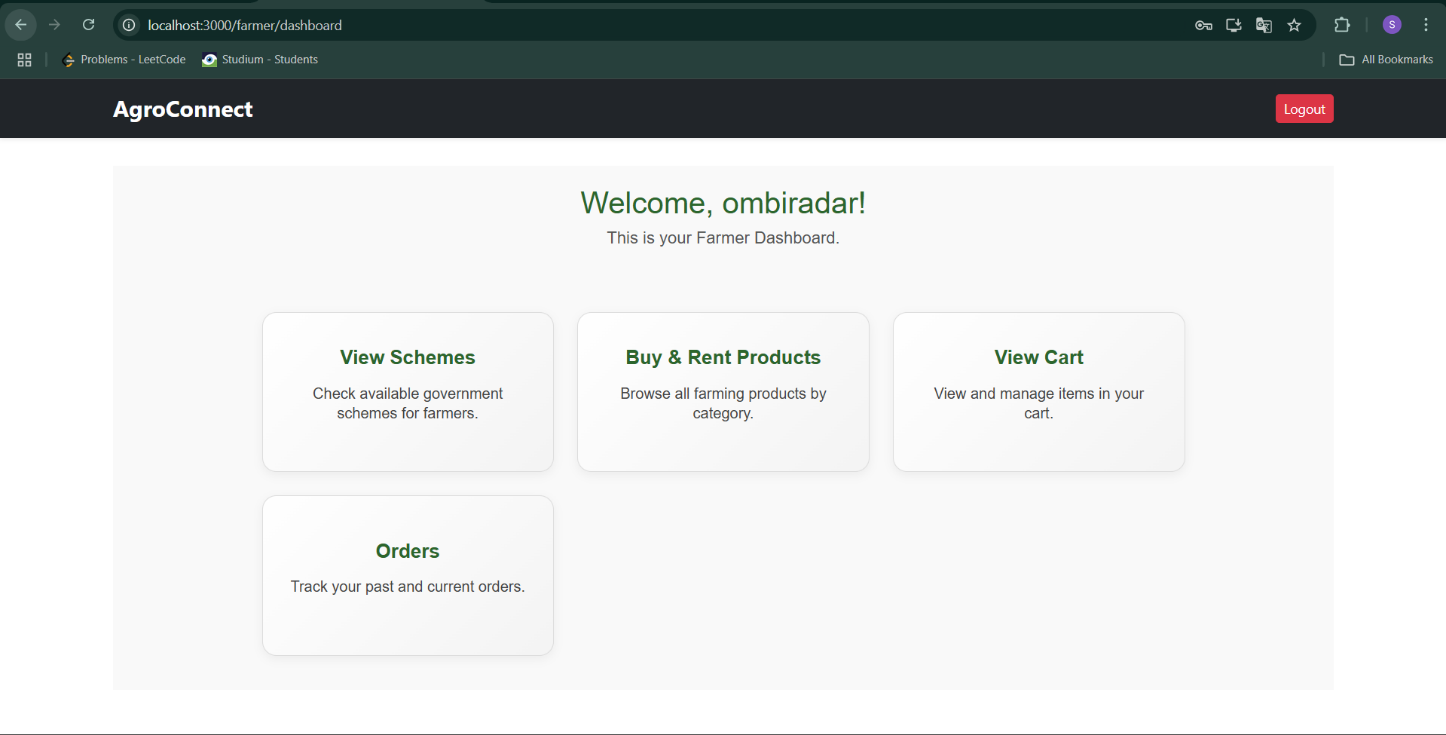 localhost:3000/farmer/dashboard
S
Problems - LeetCode
Studium - Students
All Bookmarks
AgroConnect
Logout
Welcome, ombiradar!
This is your Farmer Dashboard.
View Schemes
Check available government
schemes for farmers.
Buy & Rent Products
Browse all farming products by
category.
View Cart
View and manage items in your
cart.
Orders
Track your past and current orders.